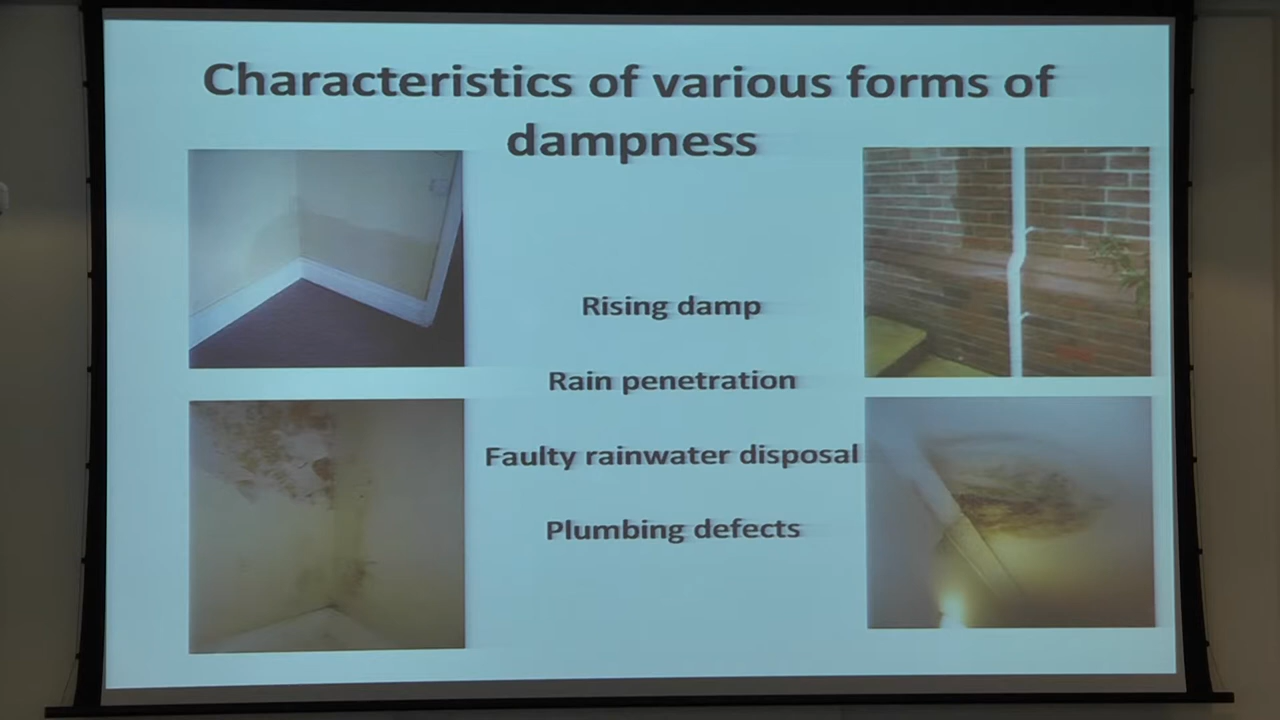 Characteristics of various forms of
dampness
Rising damp
Rain penetration
Faulty rainwater disposal
Plumbing defects